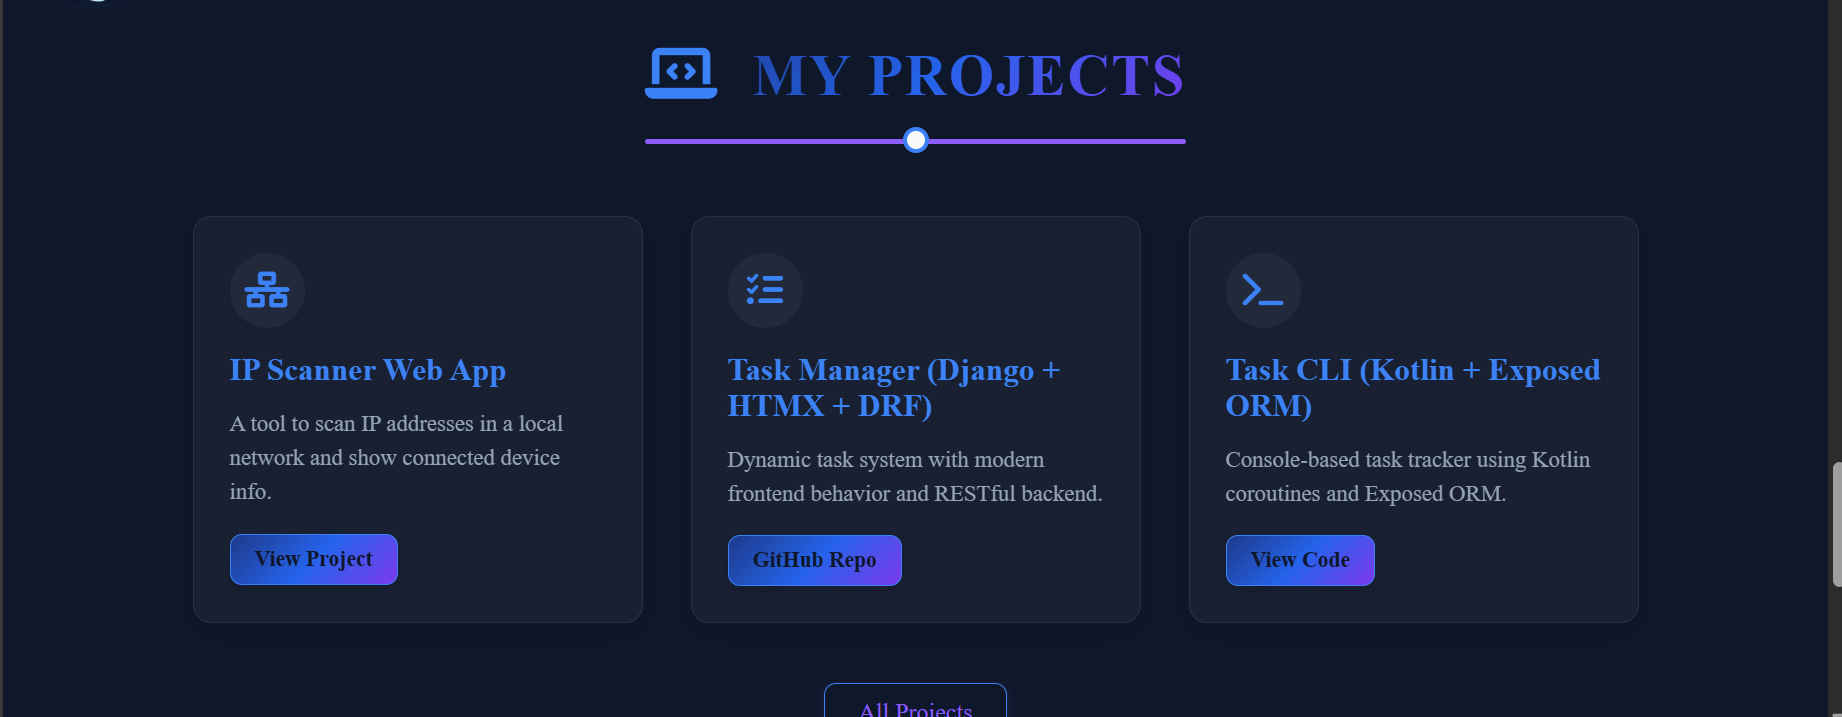 MY PROJECTS
IP Scanner Web App
A tool to scan IP addresses in a local
network and show connected device
info.
View Project
Task Manager (Django +
HTMX + DRF)
Dynamic task system with modern
frontend behavior and RESTful backend.
GitHub Repo
Task CLI (Kotlin + Exposed
ORM)
Console-based task tracker using Kotlin
coroutines and Exposed ORM.
View Code
All Projects